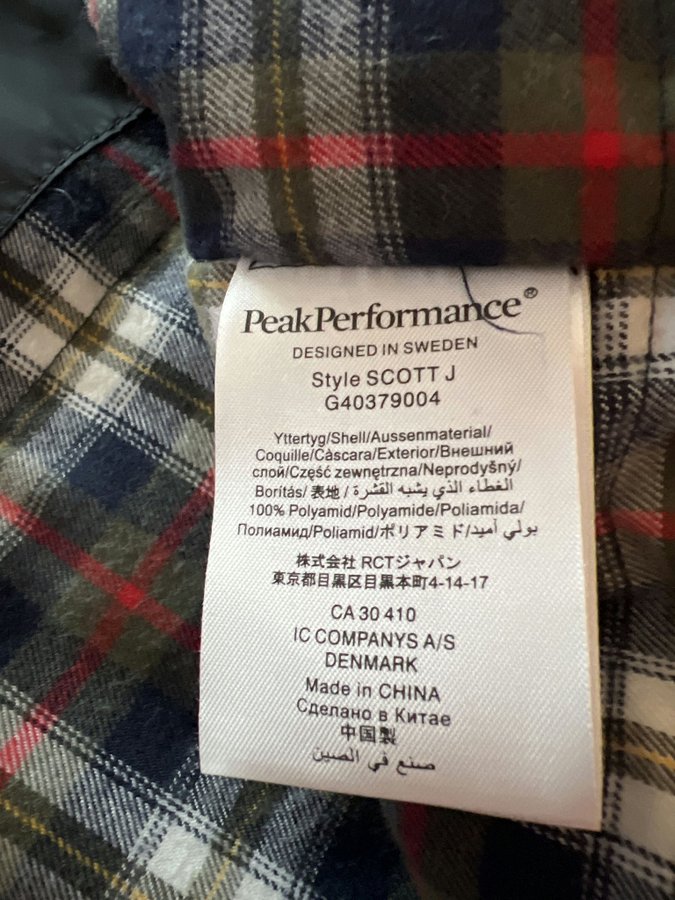 PeakPerformance®
DESIGNED IN SWEDEN
Style SCOTT J
G40379004
Yttertyg/Shell/Aussenmaterial/
Coquille/Càscara/Exterior/Внешний
слой/Część zewnętrzna/Neprodyšný/
Borítás/表地/الغطاء الذي يشبه القشرة/
100% Polyamid/Polyamide/Poliamida/
Полиамид/Poliamid/ポリアミド/بولي أميد
株式会社 RCTジャパン
東京都目黒区目黒本町4-14-17
CA 30 410
IC COMPANYS A/S
DENMARK
Made in CHINA
Сделано в Китае
中国製
صنع في الصين